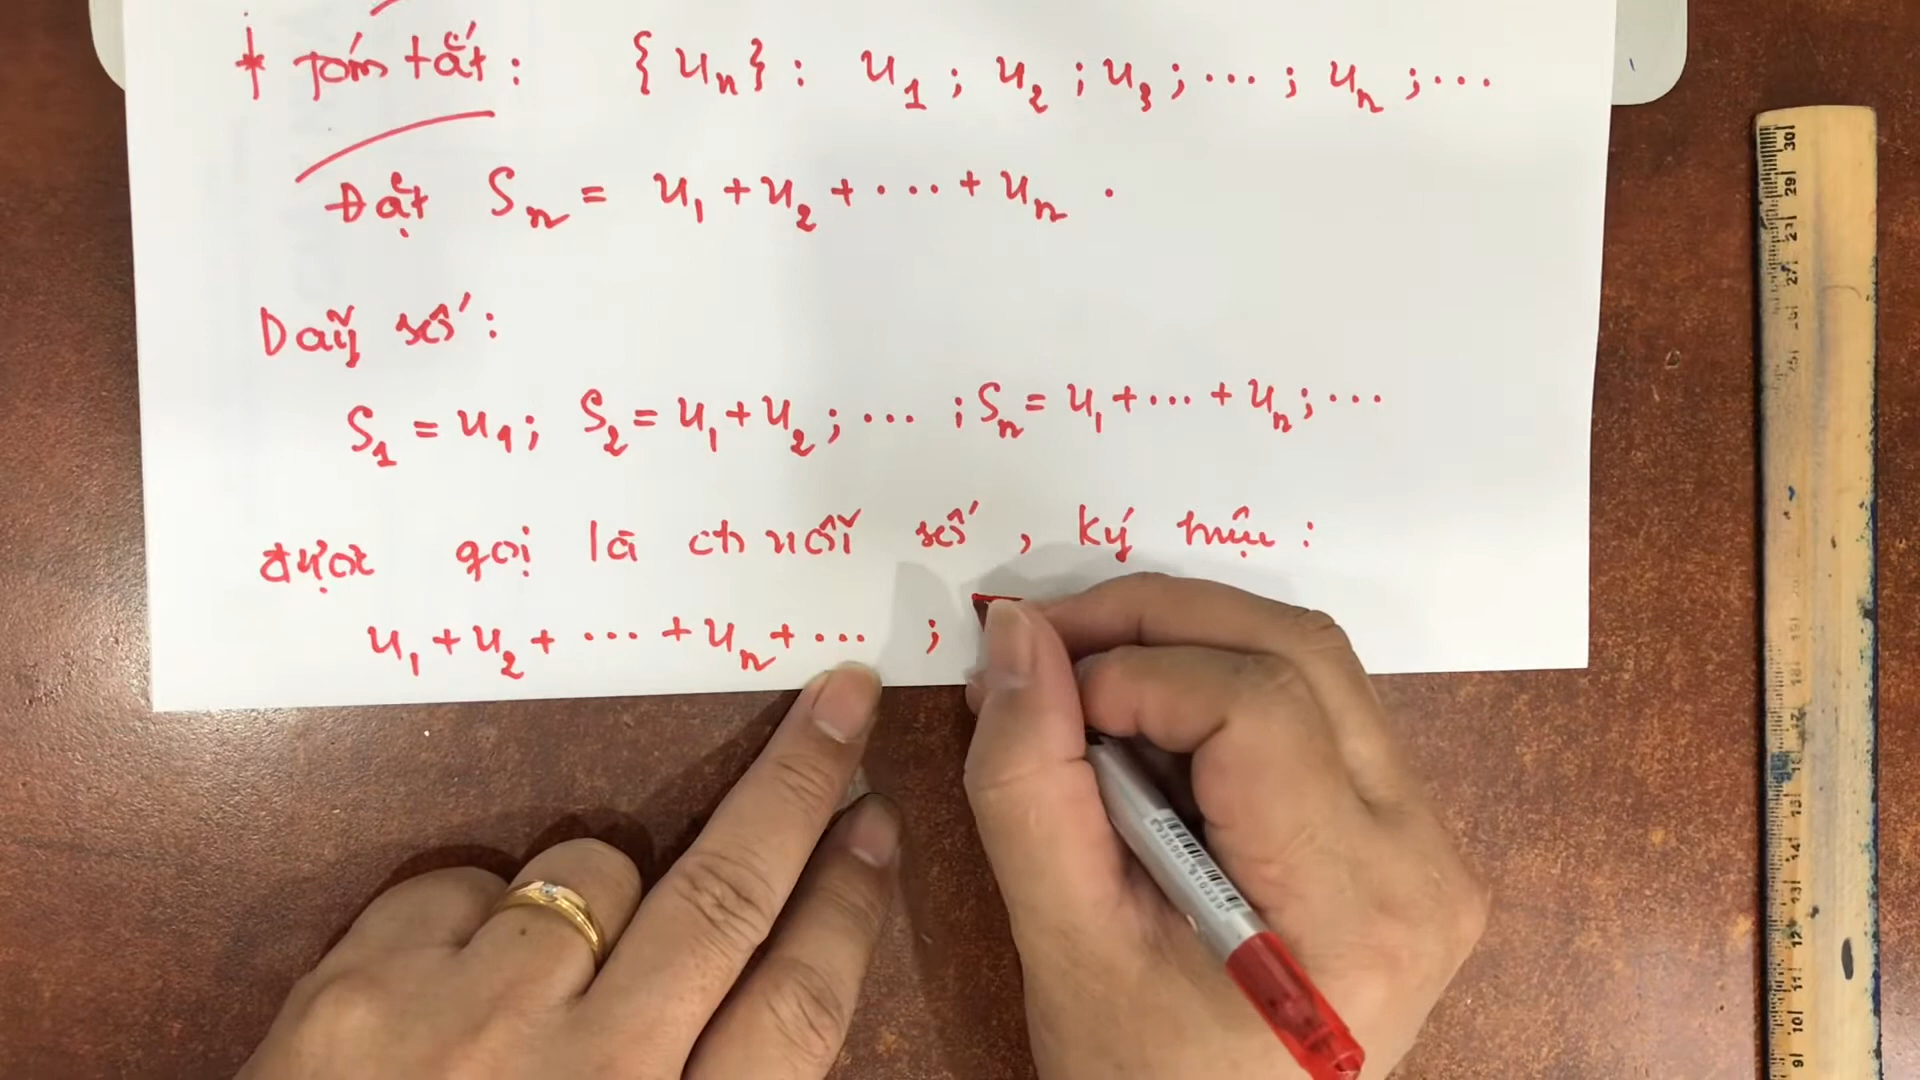 * Tóm tắt: {uₙ}: u₁; u₂; u₃; ...; uₙ; ...
Đặt Sₙ = u₁ + u₂ + ... + uₙ.
Dãy số:
S₁ = u₁; S₂ = u₁ + u₂; ...; Sₙ = u₁ + ... + uₙ; ...
được gọi là chuỗi số, ký hiệu:
u₁ + u₂ + ... + uₙ + ... ;